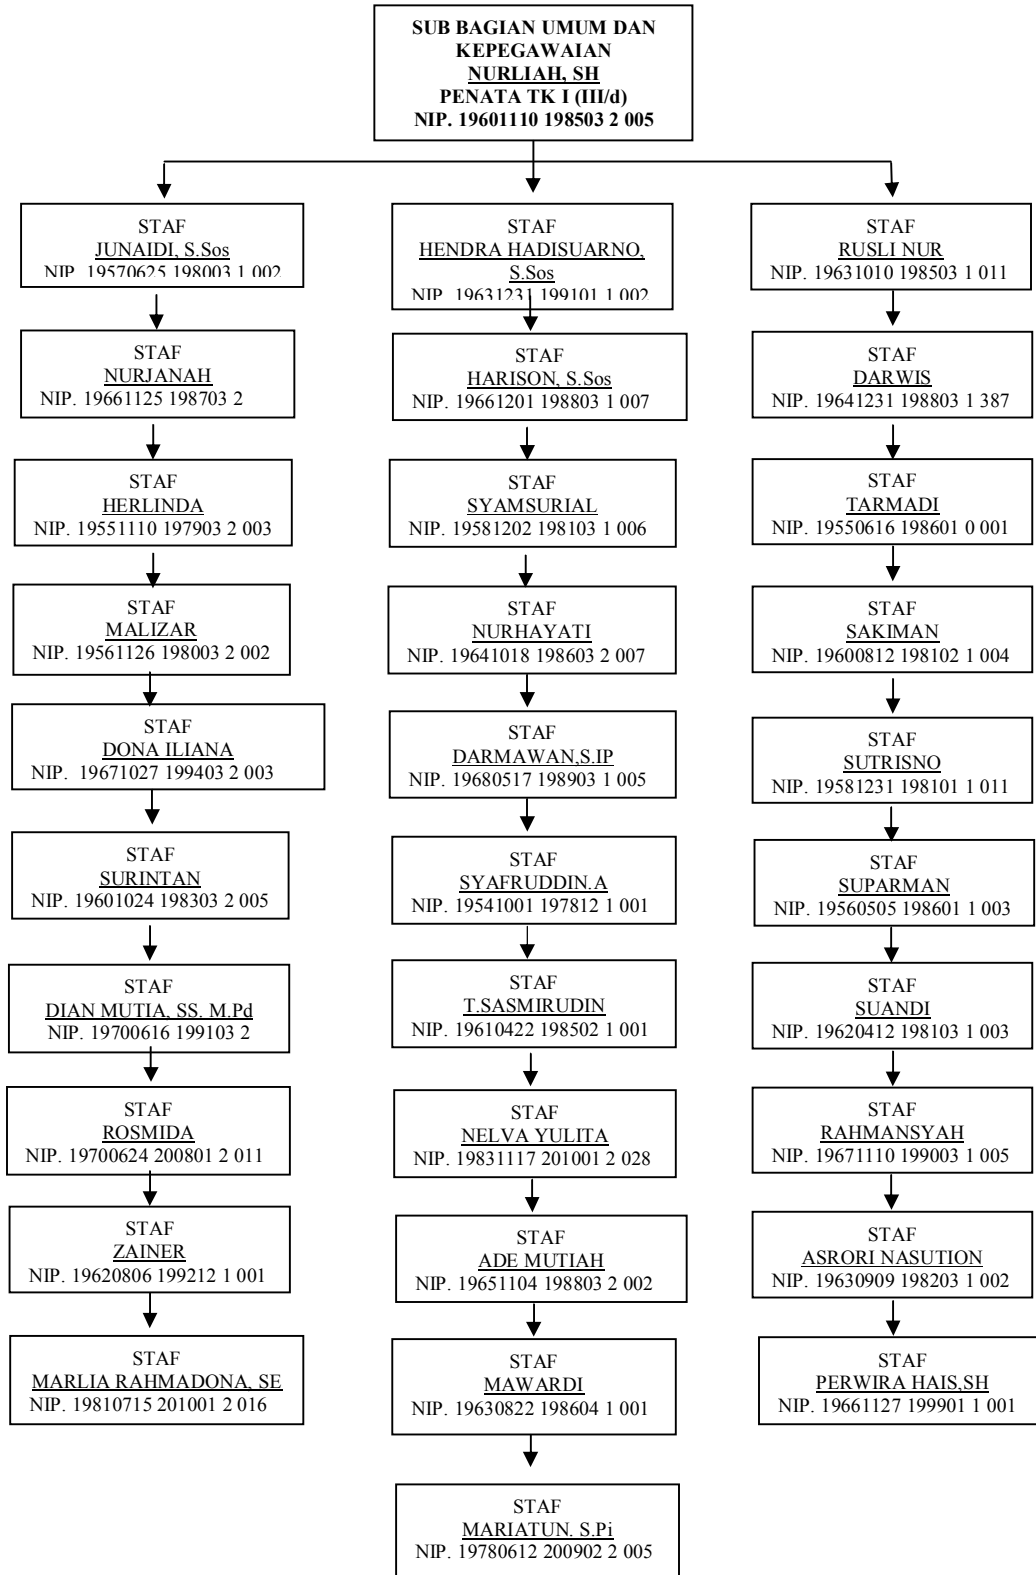 SUB BAGIAN UMUM DAN
KEPEGAWAIAN
NURLIAH, SH
PENATA TK I (III/d)
NIP. 19601110 198503 2 005
STAF
JUNAIDI, S.Sos
NIP. 19570625 198003 1 002
STAF
NURJANAH
NIP. 19661125 198703 2
STAF
HERLINDA
NIP. 19551110 197903 2 003
STAF
MALIZAR
NIP. 19561126 198003 2 002
STAF
DONA ILIANA
NIP. 19671027 199403 2 003
STAF
SURINTAN
NIP. 19601024 198303 2 005
STAF
DIAN MUTIA, SS. M.Pd
NIP. 19700616 199103 2
STAF
ROSMIDA
NIP. 19700624 200801 2 011
STAF
ZAINER
NIP. 19620806 199212 1 001
STAF
MARLIA RAHMADONA, SE
NIP. 19810715 201001 2 016
STAF
HENDRA HADISUARNO,
S.Sos
NIP. 19631231 199101 1 002
STAF
HARISON, S.Sos
NIP. 19661201 198803 1 007
STAF
SYAMSURIAL
NIP. 19581202 198103 1 006
STAF
NURHAYATI
NIP. 19641018 198603 2 007
STAF
DARMAWAN,S.IP
NIP. 19680517 198903 1 005
STAF
SYAFRUDDIN.A
NIP. 19541001 197812 1 001
STAF
T.SASMIRUDIN
NIP. 19610422 198502 1 001
STAF
NELVA YULITA
NIP. 19831117 201001 2 028
STAF
ADE MUTIAH
NIP. 19651104 198803 2 002
STAF
MAWARDI
NIP. 19630822 198604 1 001
STAF
MARIATUN. S.Pi
NIP. 19780612 200902 2 005
STAF
RUSLI NUR
NIP. 19631010 198503 1 011
STAF
DARWIS
NIP. 19641231 198803 1 387
STAF
TARMADI
NIP. 19550616 198601 0 001
STAF
SAKIMAN
NIP. 19600812 198102 1 004
STAF
SUTRISNO
NIP. 19581231 198101 1 011
STAF
SUPARMAN
NIP. 19560505 198601 1 003
STAF
SUANDI
NIP. 19620412 198103 1 003
STAF
RAHMANSYAH
NIP. 19671110 199003 1 005
STAF
ASRORI NASUTION
NIP. 19630909 198203 1 002
STAF
PERWIRA HAIS,SH
NIP. 19661127 199901 1 001